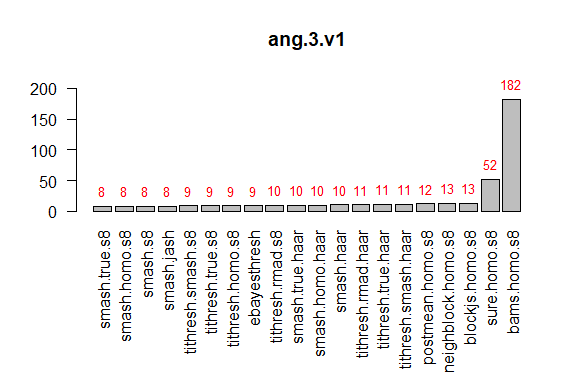 ang.3.v1
200
150
100
50
0
8 8 8 8 9 9 9 9 10 10 10 10 11 11 11 12 13 13 52 182
smash.true.s8
smash.homo.s8
smash.s8
smash.jash
tithresh.smash.s8
tithresh.true.s8
tithresh.homo.s8
ebayesthresh
tithresh.rmad.s8
smash.true.haar
smash.homo.haar
smash.haar
tithresh.rmad.haar
tithresh.true.haar
tithresh.smash.haar
postmean.homo.s8
neighblock.homo.s8
blockjs.homo.s8
sure.homo.s8
bams.homo.s8